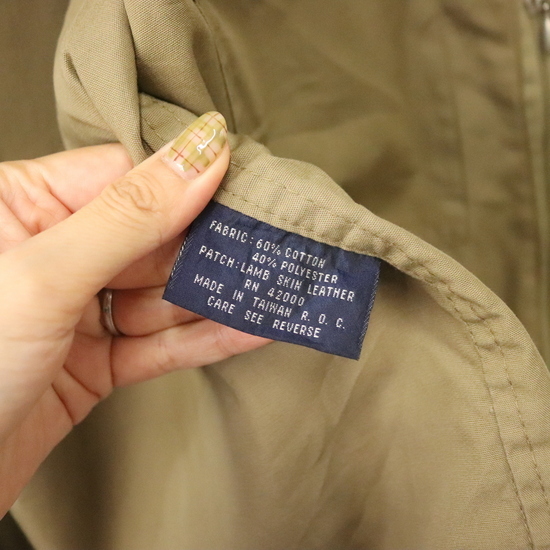 FABRIC: 60% COTTON
40% POLYESTER
PATCH: LAMB SKIN LEATHER
RN 42000
MADE IN TAIWAN R. O. C.
CARE SEE REVERSE